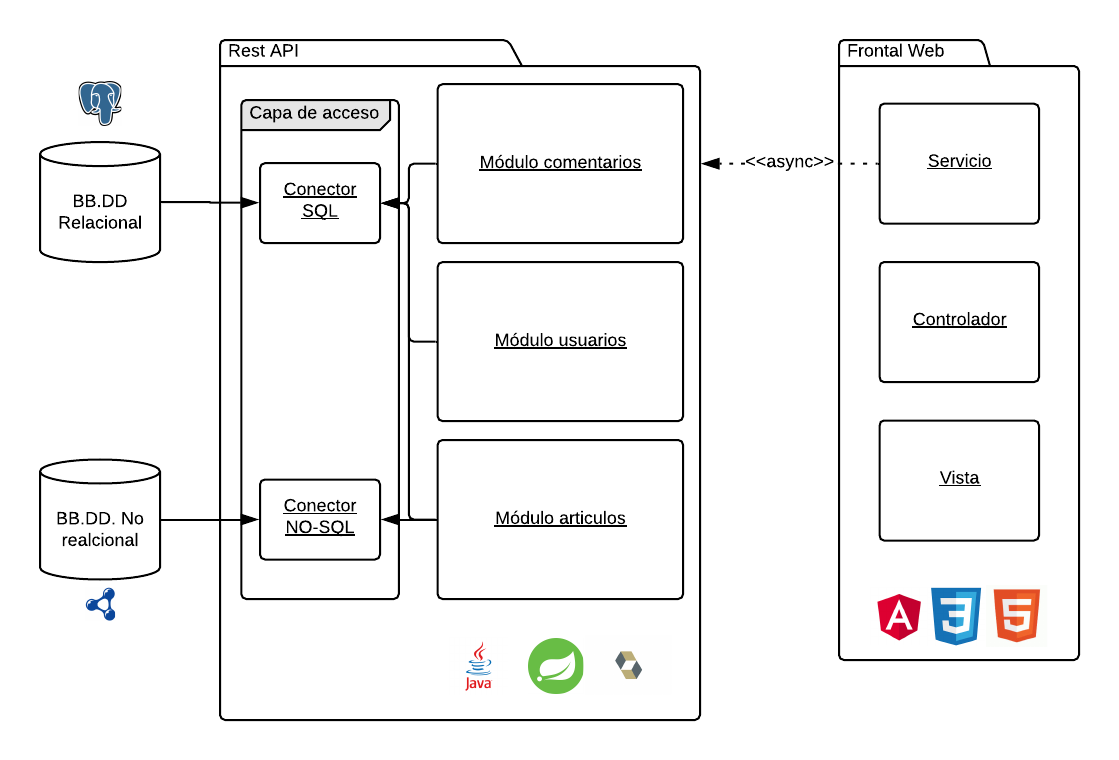 Rest API
Frontal Web
Capa de acceso
BB.DD
Relacional
Conector
SQL
Módulo comentarios
<<async>>
Servicio
Módulo usuarios
Controlador
BB.DD. No
realcional
Conector
NO-SQL
Módulo articulos
Vista
Java